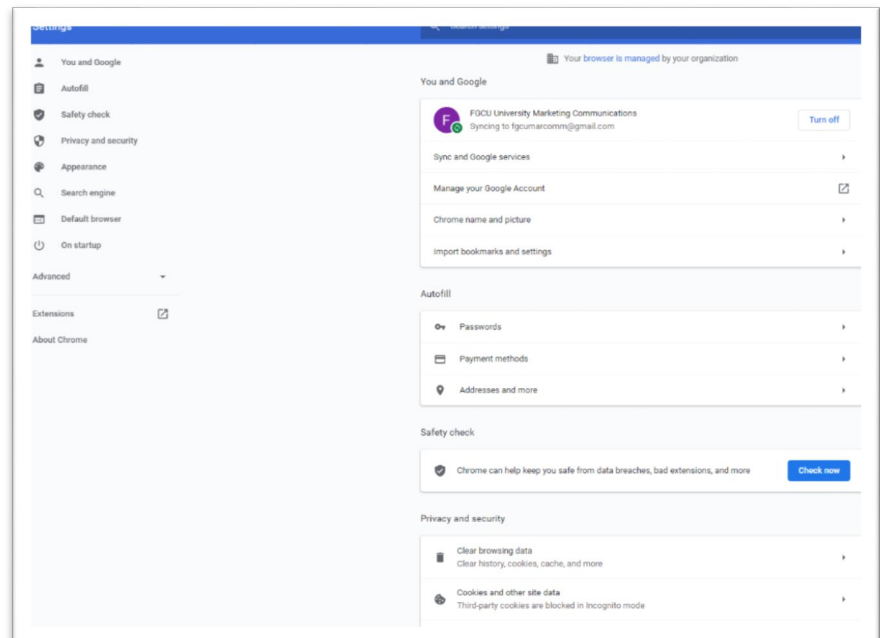 Settings
Search settings
You and Google
Autofill
Safety check
Privacy and security
Appearance
Search engine
Default browser
On startup
Advanced
Extensions
About Chrome
Your browser is managed by your organization
You and Google
F
FGCU University Marketing Communications
Syncing to fgcumarcomm@gmail.com
Turn off
Sync and Google services
Manage your Google Account
Chrome name and picture
Import bookmarks and settings
Autofill
Passwords
Payment methods
Addresses and more
Safety check
Chrome can help keep you safe from data breaches, bad extensions, and more
Check now
Privacy and security
Clear browsing data
Clear history, cookies, cache, and more
Cookies and other site data
Third-party cookies are blocked in Incognito mode